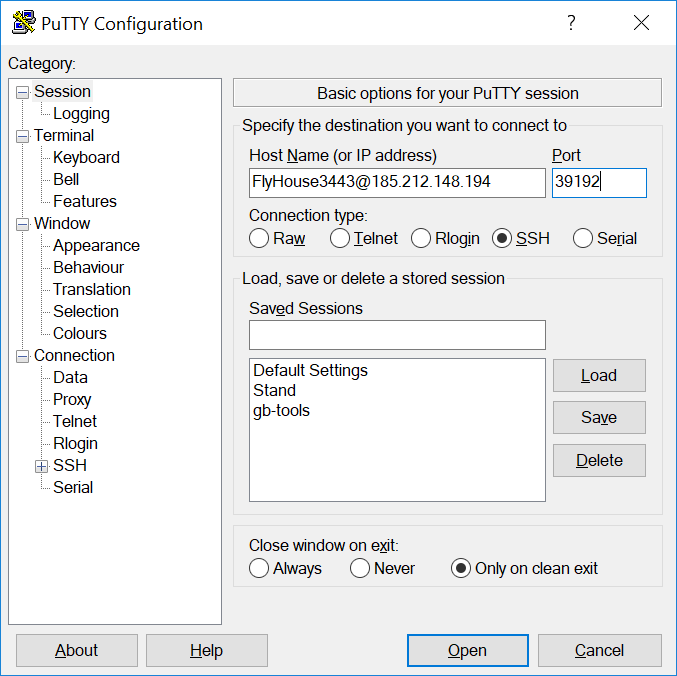 PuTTY Configuration ?
Category:
Session
Logging
Terminal
Keyboard
Bell
Features
Window
Appearance
Behaviour
Translation
Selection
Colours
Connection
Data
Proxy
Telnet
Rlogin
SSH
Serial
Basic options for your PuTTY session
Specify the destination you want to connect to
Host Name (or IP address) Port
FlyHouse3443@185.212.148.194 39192
Connection type:
Raw Telnet Rlogin SSH Serial
Load, save or delete a stored session
Saved Sessions
Default Settings
Stand
gb-tools
Load
Save
Delete
Close window on exit:
Always Never Only on clean exit
About Help Open Cancel